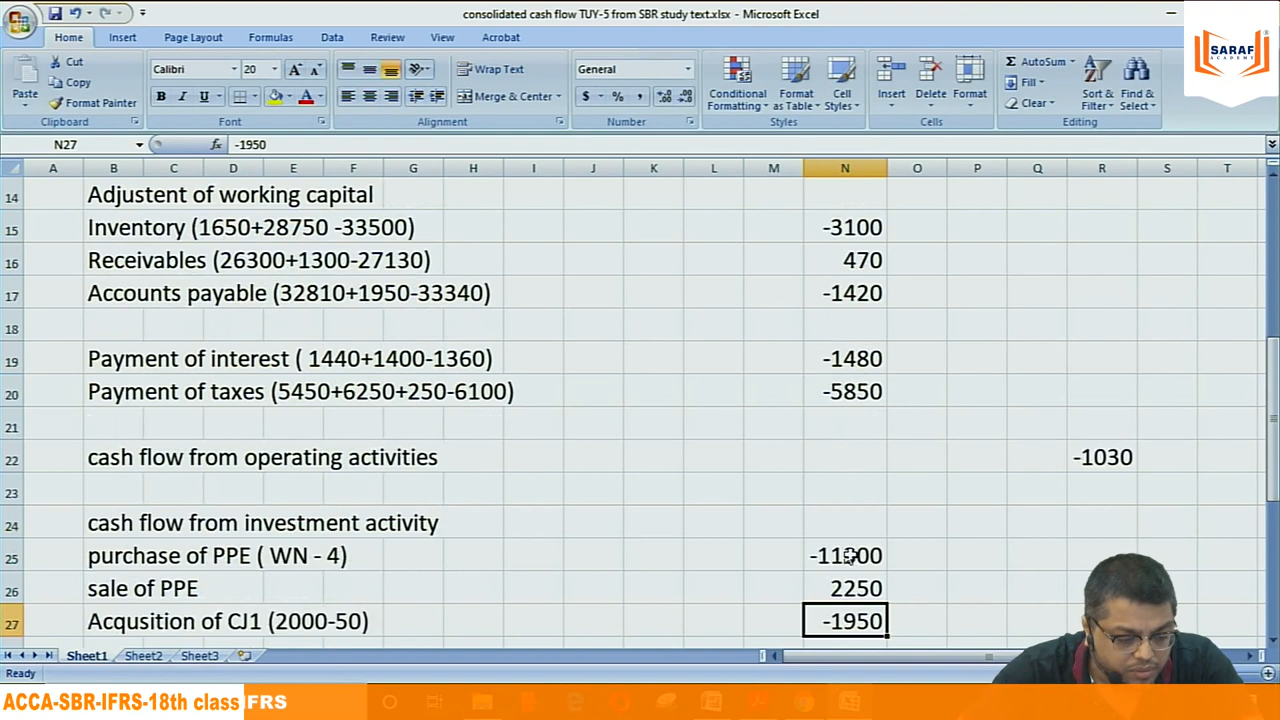 consolidated cash flow TUY-5 from SBR study text.xlsx - Microsoft Excel
SARAF
ACADEMY
Home Insert Page Layout Formulas Data Review View Acrobat
Cut
Copy
Format Painter
Paste
Clipboard
Calibri 20
B I U
Font
Wrap Text
Merge & Center
Alignment
General
$ % ,
Number
Conditional Formatting
Format as Table
Cell Styles
Styles
Insert Delete Format
Cells
Σ AutoSum
Fill
Clear
Sort & Filter
Find & Select
Editing
N27 fx -1950
A B C D E F G H I J K L M N O P Q R S T
14 Adjustent of working capital
15 Inventory (1650+28750 -33500) -3100
16 Receivables (26300+1300-27130) 470
17 Accounts payable (32810+1950-33340) -1420
18
19 Payment of interest ( 1440+1400-1360) -1480
20 Payment of taxes (5450+6250+250-6100) -5850
21
22 cash flow from operating activities -1030
23
24 cash flow from investment activity
25 purchase of PPE ( WN - 4)
26 sale of PPE 2250
27 Acqusition of CJ1 (2000-50) -1950
Sheet1 Sheet2 Sheet3
Ready
ACCA-SBR-IFRS-18th class IFRS